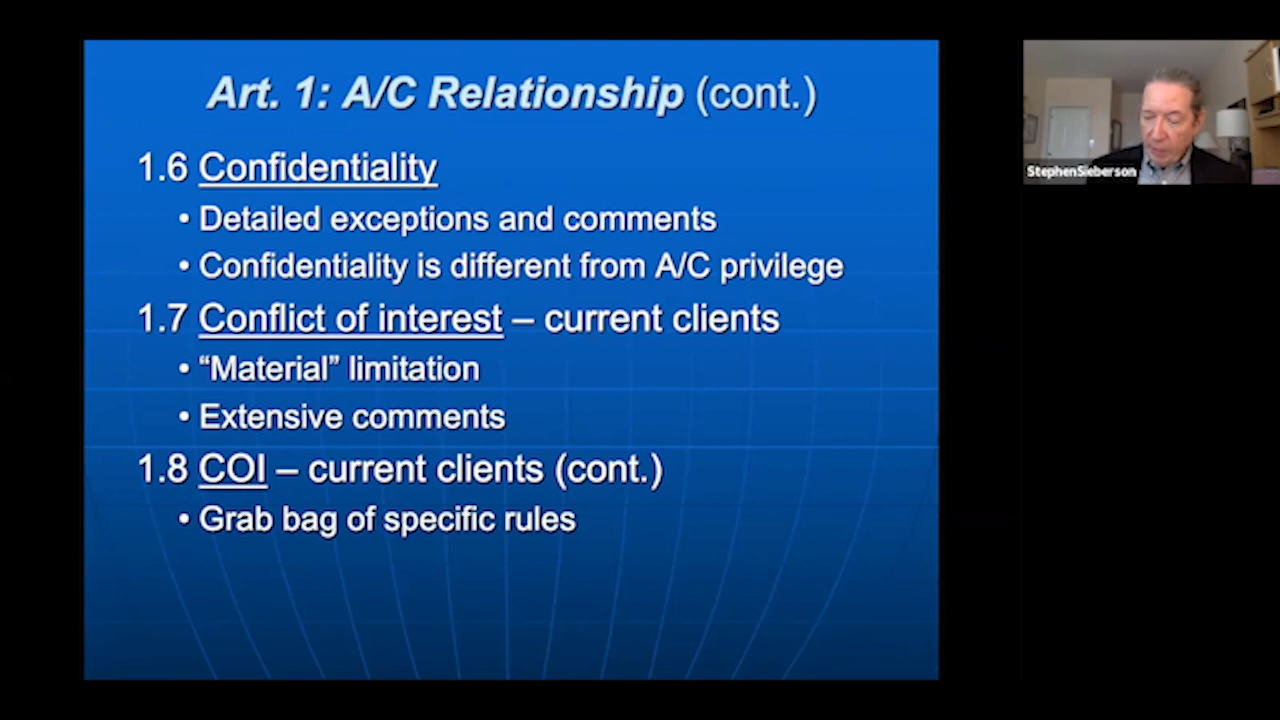 Art. 1: A/C Relationship (cont.)
1.6 Confidentiality
• Detailed exceptions and comments
• Confidentiality is different from A/C privilege
1.7 Conflict of interest – current clients
• “Material” limitation
• Extensive comments
1.8 COI – current clients (cont.)
• Grab bag of specific rules
StephenSieberson